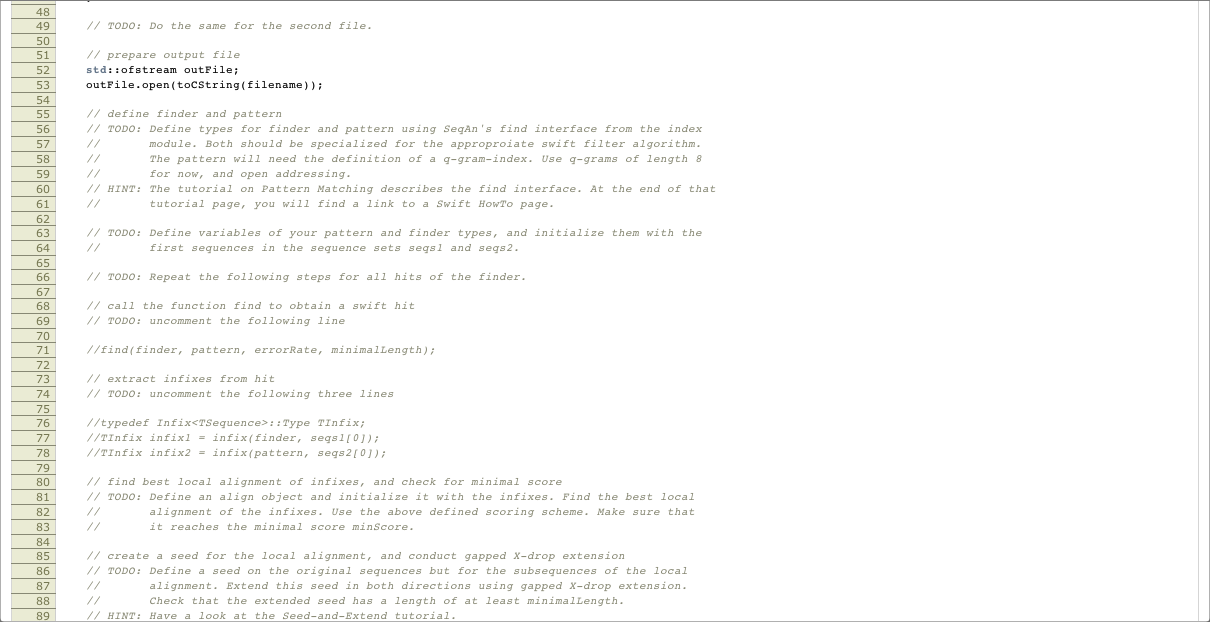 48
49 // TODO: Do the same for the second file.
50
51 // prepare output file
52 std::ofstream outFile;
53 outFile.open(toCString(filename));
54
55 // define finder and pattern
56 // TODO: Define types for finder and pattern using SeqAn's find interface from the index
57 //       module. Both should be specialized for the approproiate swift filter algorithm.
58 //       The pattern will need the definition of a q-gram-index. Use q-grams of length 8
59 //       for now, and open addressing.
60 // HINT: The tutorial on Pattern Matching describes the find interface. At the end of that
61 //       tutorial page, you will find a link to a Swift HowTo page.
62
63 // TODO: Define variables of your pattern and finder types, and initialize them with the
64 //       first sequences in the sequence sets seqs1 and seqs2.
65
66 // TODO: Repeat the following steps for all hits of the finder.
67
68 // call the function find to obtain a swift hit
69 // TODO: uncomment the following line
70
71 //find(finder, pattern, errorRate, minimalLength);
72
73 // extract infixes from hit
74 // TODO: uncomment the following three lines
75
76 //typedef Infix<TSequence>::Type TInfix;
77 //TInfix infix1 = infix(finder, seqs1[0]);
78 //TInfix infix2 = infix(pattern, seqs2[0]);
79
80 // find best local alignment of infixes, and check for minimal score
81 // TODO: Define an align object and initialize it with the infixes. Find the best local
82 //       alignment of the infixes. Use the above defined scoring scheme. Make sure that
83 //       it reaches the minimal score minScore.
84
85 // create a seed for the local alignment, and conduct gapped X-drop extension
86 // TODO: Define a seed on the original sequences but for the subsequences of the local
87 //       alignment. Extend this seed in both directions using gapped X-drop extension.
88 //       Check that the extended seed has a length of at least minimalLength.
89 // HINT: Have a look at the Seed-and-Extend tutorial.